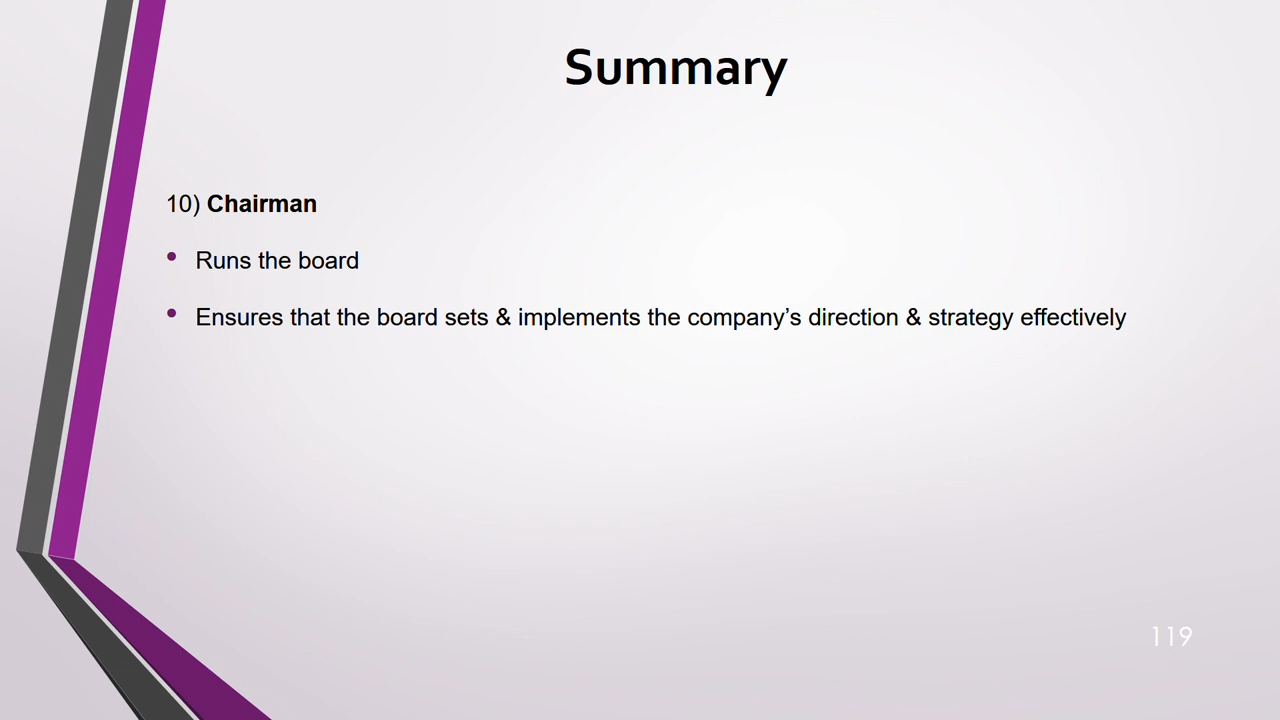 Summary
10) Chairman
• Runs the board
• Ensures that the board sets & implements the company’s direction & strategy effectively
119